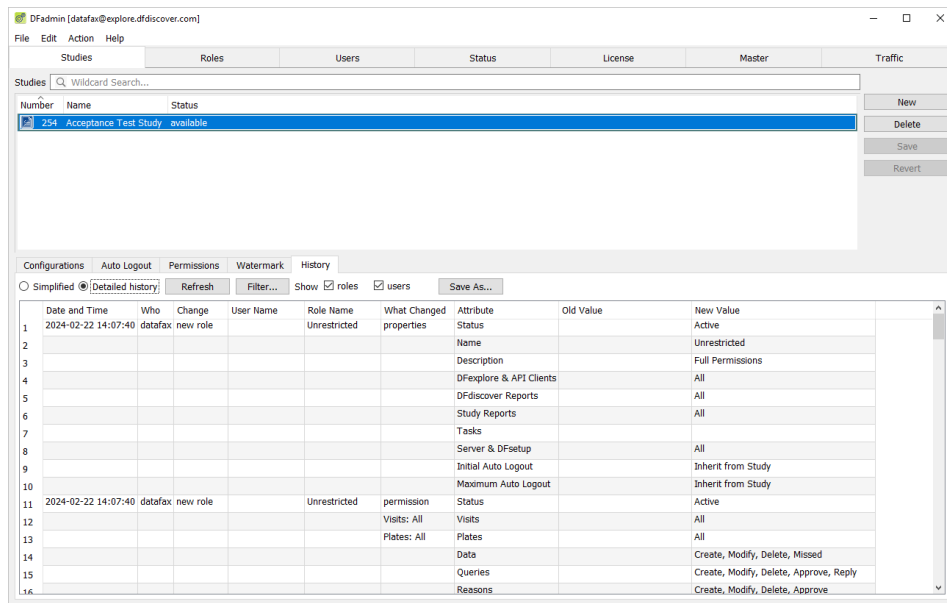 DFadmin [datafax@explore.dfdiscover.com]
File Edit Action Help
Studies Roles Users Status License Master Traffic
Studies Wildcard Search...
Number Name Status
254 Acceptance Test Study available
New
Delete
Save
Revert
Configurations Auto Logout Permissions Watermark History
Simplified Detailed history Refresh Filter... Show roles users Save As...
Date and Time Who Change User Name Role Name What Changed Attribute Old Value New Value
1 2024-02-22 14:07:40 datafax new role Unrestricted properties Status Active
2 Name Unrestricted
3 Description Full Permissions
4 DFexplore & API Clients All
5 DFdiscover Reports All
6 Study Reports All
7 Tasks
8 Server & DFsetup All
9 Initial Auto Logout Inherit from Study
10 Maximum Auto Logout Inherit from Study
11 2024-02-22 14:07:40 datafax new role Unrestricted permission Status Active
12 Visits: All Visits All
13 Plates: All Plates All
14 Data Create, Modify, Delete, Missed
15 Queries Create, Modify, Delete, Approve, Reply
16 Reasons Create, Modify, Delete, Approve